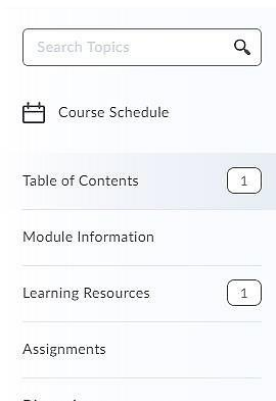 Search Topics
Course Schedule
Table of Contents 1
Module Information
Learning Resources 1
Assignments